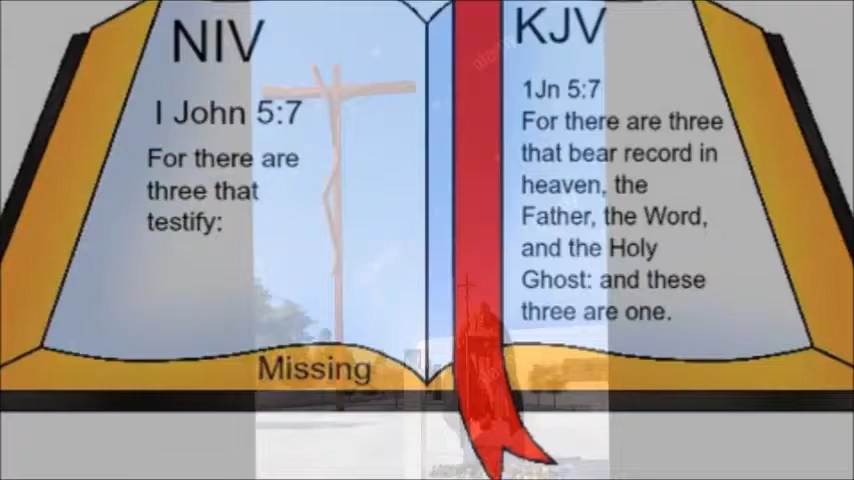 NIV
I John 5:7
For there are
three that
testify:
Missing
KJV
1Jn 5:7
For there are three
that bear record in
heaven, the
Father, the Word,
and the Holy
Ghost: and these
three are one.